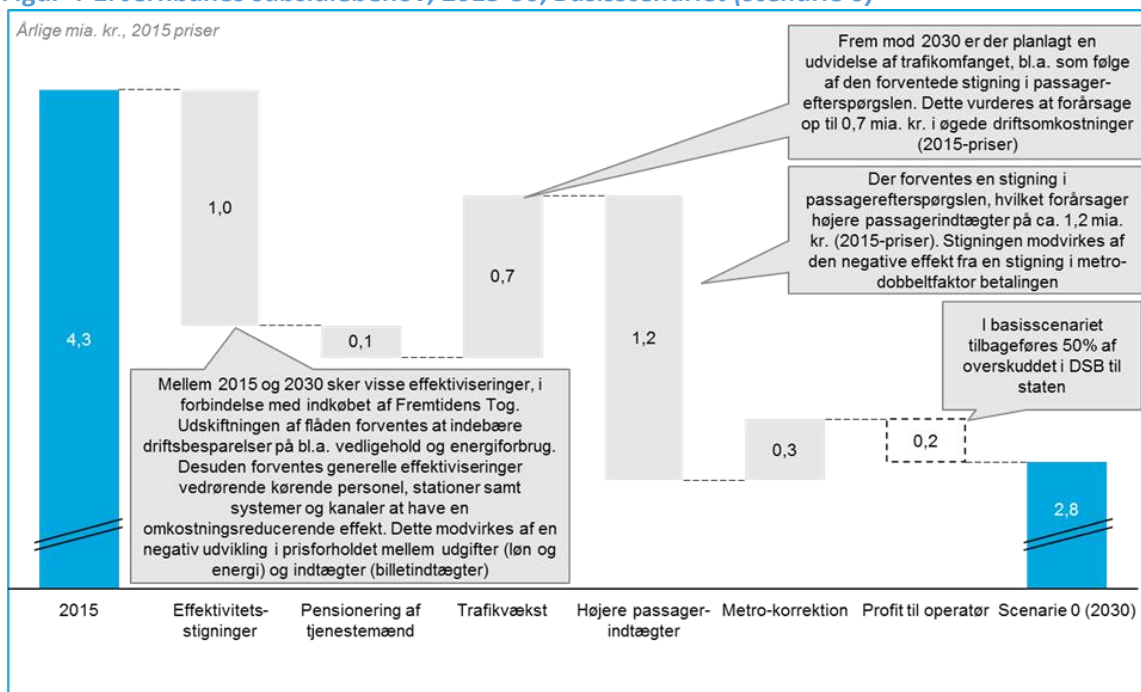 Årlige mia. kr., 2015 priser
Frem mod 2030 er der planlagt en
udvidelse af trafikomfanget, bl.a. som følge
af den forventede stigning i passager-
efterspørgslen. Dette vurderes at forårsage
op til 0,7 mia. kr. i øgede driftsomkostninger
(2015-priser)
Der forventes en stigning i
passagerefterspørgslen, hvilket forårsager
højere passagerindtægter på ca. 1,2 mia.
kr. (2015-priser). Stigningen modvirkes af
den negative effekt fra en stigning i metro-
dobbeltfaktor betalingen
I basisscenariet
tilbageføres 50% af
overskuddet i DSB til
staten
4,3
1,0
0,1
0,7
1,2
0,3
0,2
2,8
Mellem 2015 og 2030 sker visse effektiviseringer, i
forbindelse med indkøbet af Fremtidens Tog.
Udskiftningen af flåden forventes at indebære
driftsbesparelser på bl.a. vedligehold og energiforbrug.
Desuden forventes generelle effektiviseringer
vedrørende kørende personel, stationer samt
systemer og kanaler at have en
omkostningsreducerende effekt. Dette modvirkes af en
negativ udvikling i prisforholdet mellem udgifter (løn og
energi) og indtægter (billetindtægter)
2015
Effektivitets-
stigninger
Pensionering af
tjenestemænd
Trafikvækst
Højere passager-
indtægter
Metro-korrektion
Profit til operatør
Scenarie 0 (2030)